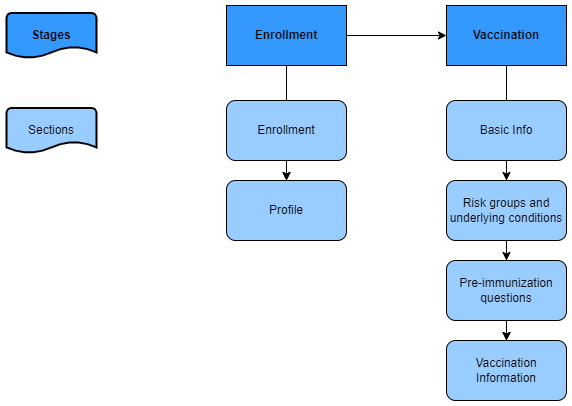 Stages
Enrollment
Vaccination
Sections
Enrollment
Basic Info
Profile
Risk groups and
underlying conditions
Pre-immunization
questions
Vaccination
Information